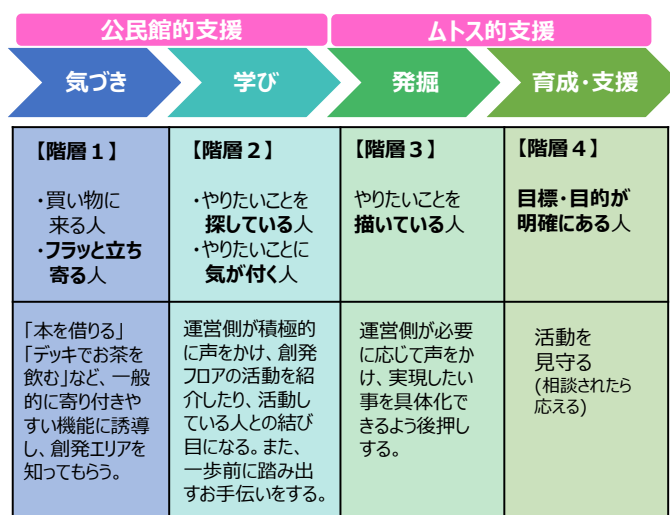 公民館的支援
ムトス的支援
気づき
学び
発掘
育成・支援
【階層１】
・買い物に
来る人
・フラッと立ち
寄る人
【階層２】
・やりたいことを
探している人
・やりたいことに
気が付く人
【階層３】
やりたいことを
描いている人
【階層４】
目標・目的が
明確にある人
「本を借りる」
「デッキでお茶を
飲む」など、一般
的に寄り付きや
すい機能に誘導
し、創発エリアを
知ってもらう。
運営側が積極的
に声をかけ、創発
フロアの活動を紹
介したり、活動し
ている人との結び
目になる。また、
一歩前に踏み出
すお手伝いをする。
運営側が必要
に応じて声をか
け、実現したい
事を具体化で
きるよう後押し
する。
活動を
見守る
(相談されたら
応える)